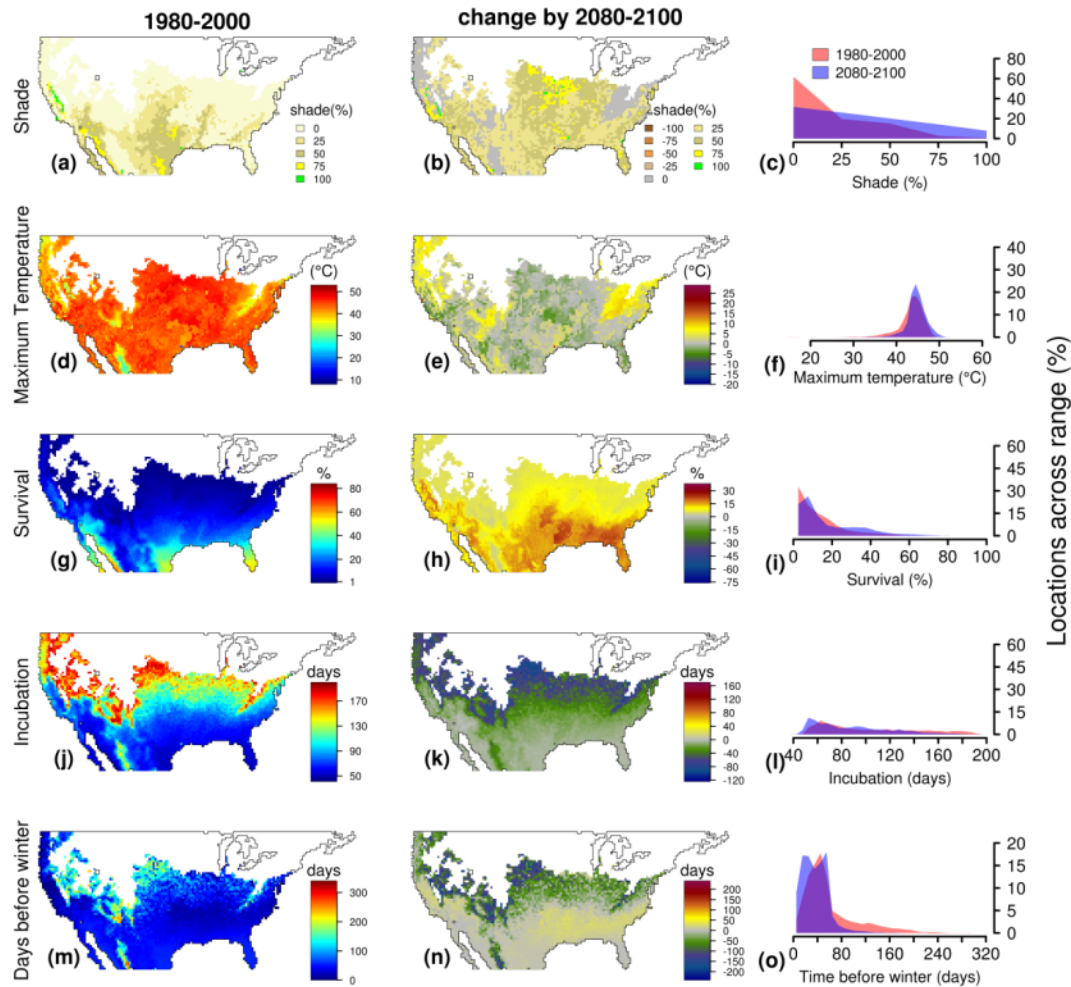 1980-2000
change by 2080-2100
Shade
(a)
shade(%)
0
25
50
75
100
(b)
shade(%)
-100
-75
-50
-25
0
25
50
75
100
1980-2000
2080-2100
80
60
40
20
0
(c)
0 25 50 75 100
Shade (%)
Maximum Temperature
(d)
(°C)
50
40
30
20
10
(e)
(°C)
25
20
15
10
5
0
-5
-10
-15
-20
40
30
20
10
0
(f)
20 30 40 50 60
Maximum temperature (°C)
Survival
(g)
%
80
60
40
20
1
(h)
%
30
15
0
-15
-30
-45
-60
-75
60
45
30
15
0
(i)
0 20 40 60 80 100
Survival (%)
Locations across range (%)
Incubation
(j)
days
170
130
90
50
(k)
days
160
120
80
40
0
-40
-80
-120
60
45
30
15
0
(l)
40 80 120 160 200
Incubation (days)
Days before winter
(m)
days
300
200
100
0
(n)
days
200
150
100
50
0
-50
-100
-150
-200
20
15
10
5
0
(o)
0 80 160 240 320
Time before winter (days)